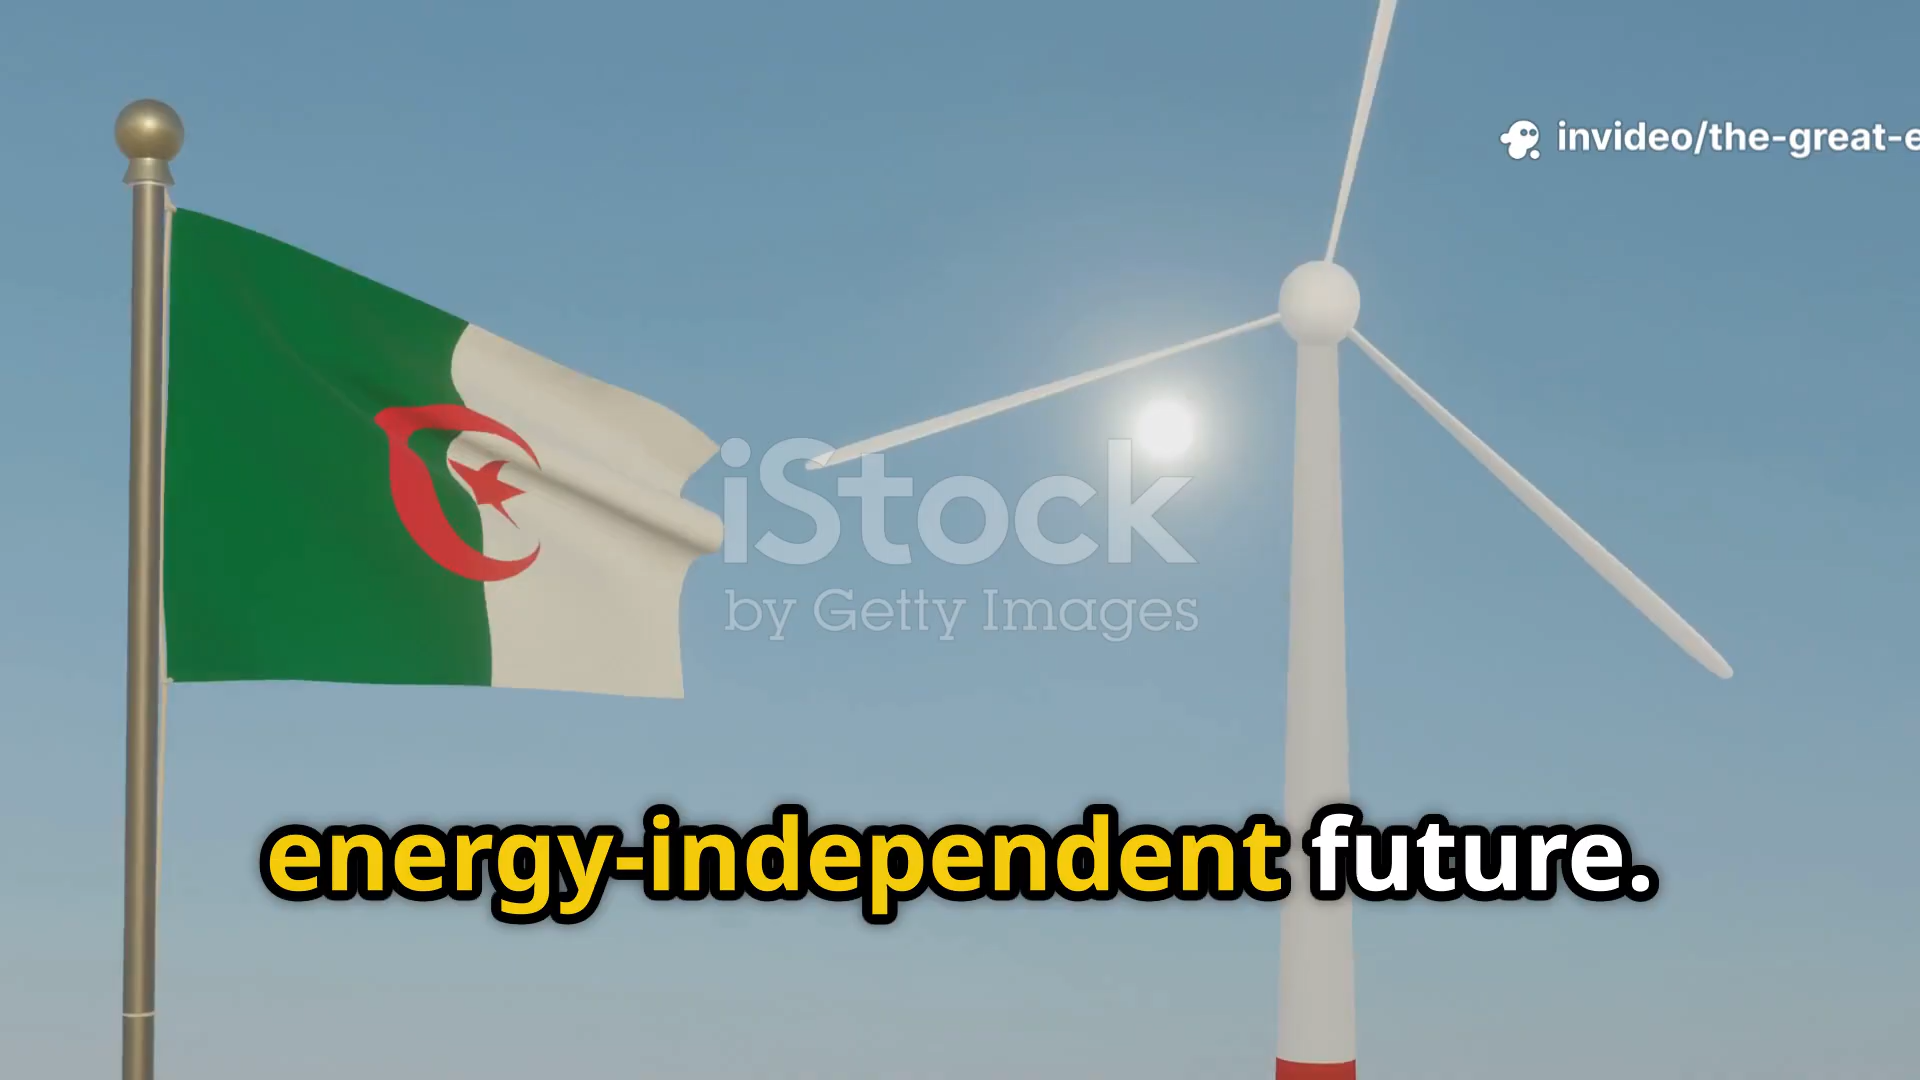 invideo/the-great-e
iStock
by Getty Images
energy-independent future.